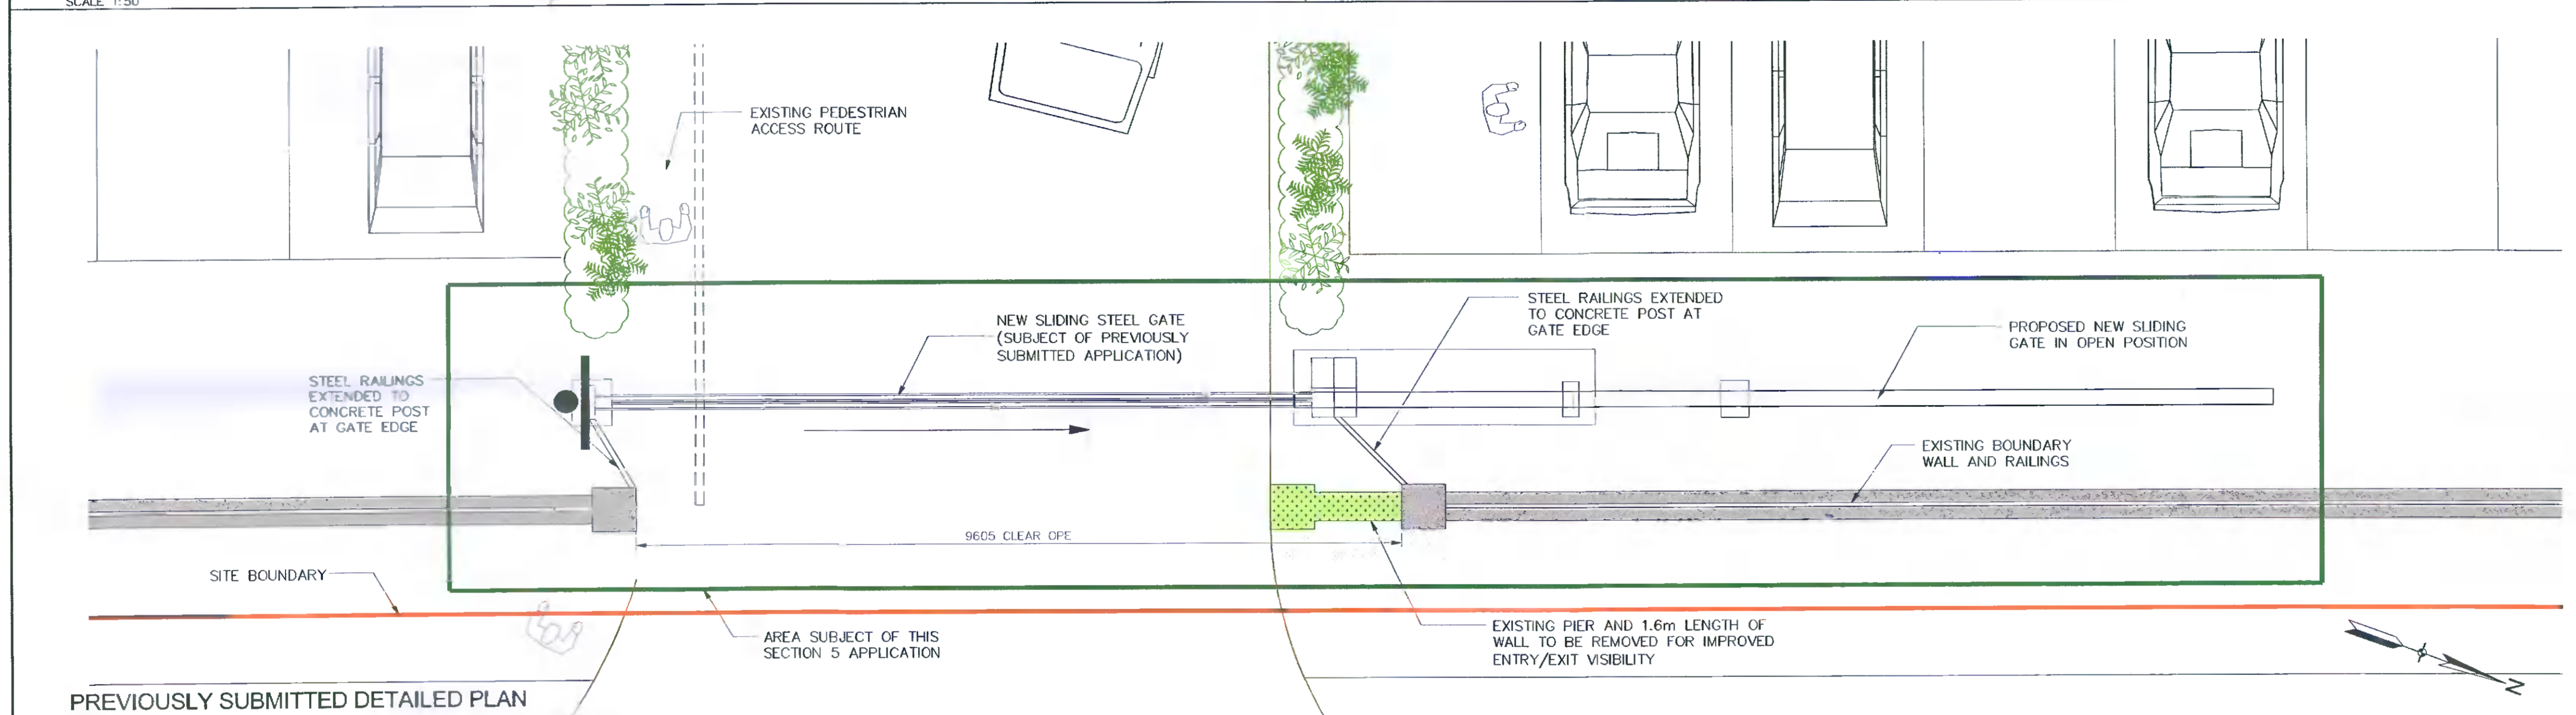 SCALE 1:50
EXISTING PEDESTRIAN
ACCESS ROUTE
NEW SLIDING STEEL GATE
(SUBJECT OF PREVIOUSLY
SUBMITTED APPLICATION)
STEEL RAILINGS EXTENDED
TO CONCRETE POST AT
GATE EDGE
PROPOSED NEW SLIDING
GATE IN OPEN POSITION
STEEL RAILINGS
EXTENDED TO
CONCRETE POST
AT GATE EDGE
EXISTING BOUNDARY
WALL AND RAILINGS
9605 CLEAR OPE
SITE BOUNDARY
AREA SUBJECT OF THIS
SECTION 5 APPLICATION
EXISTING PIER AND 1.6m LENGTH OF
WALL TO BE REMOVED FOR IMPROVED
ENTRY/EXIT VISIBILITY
N
PREVIOUSLY SUBMITTED DETAILED PLAN